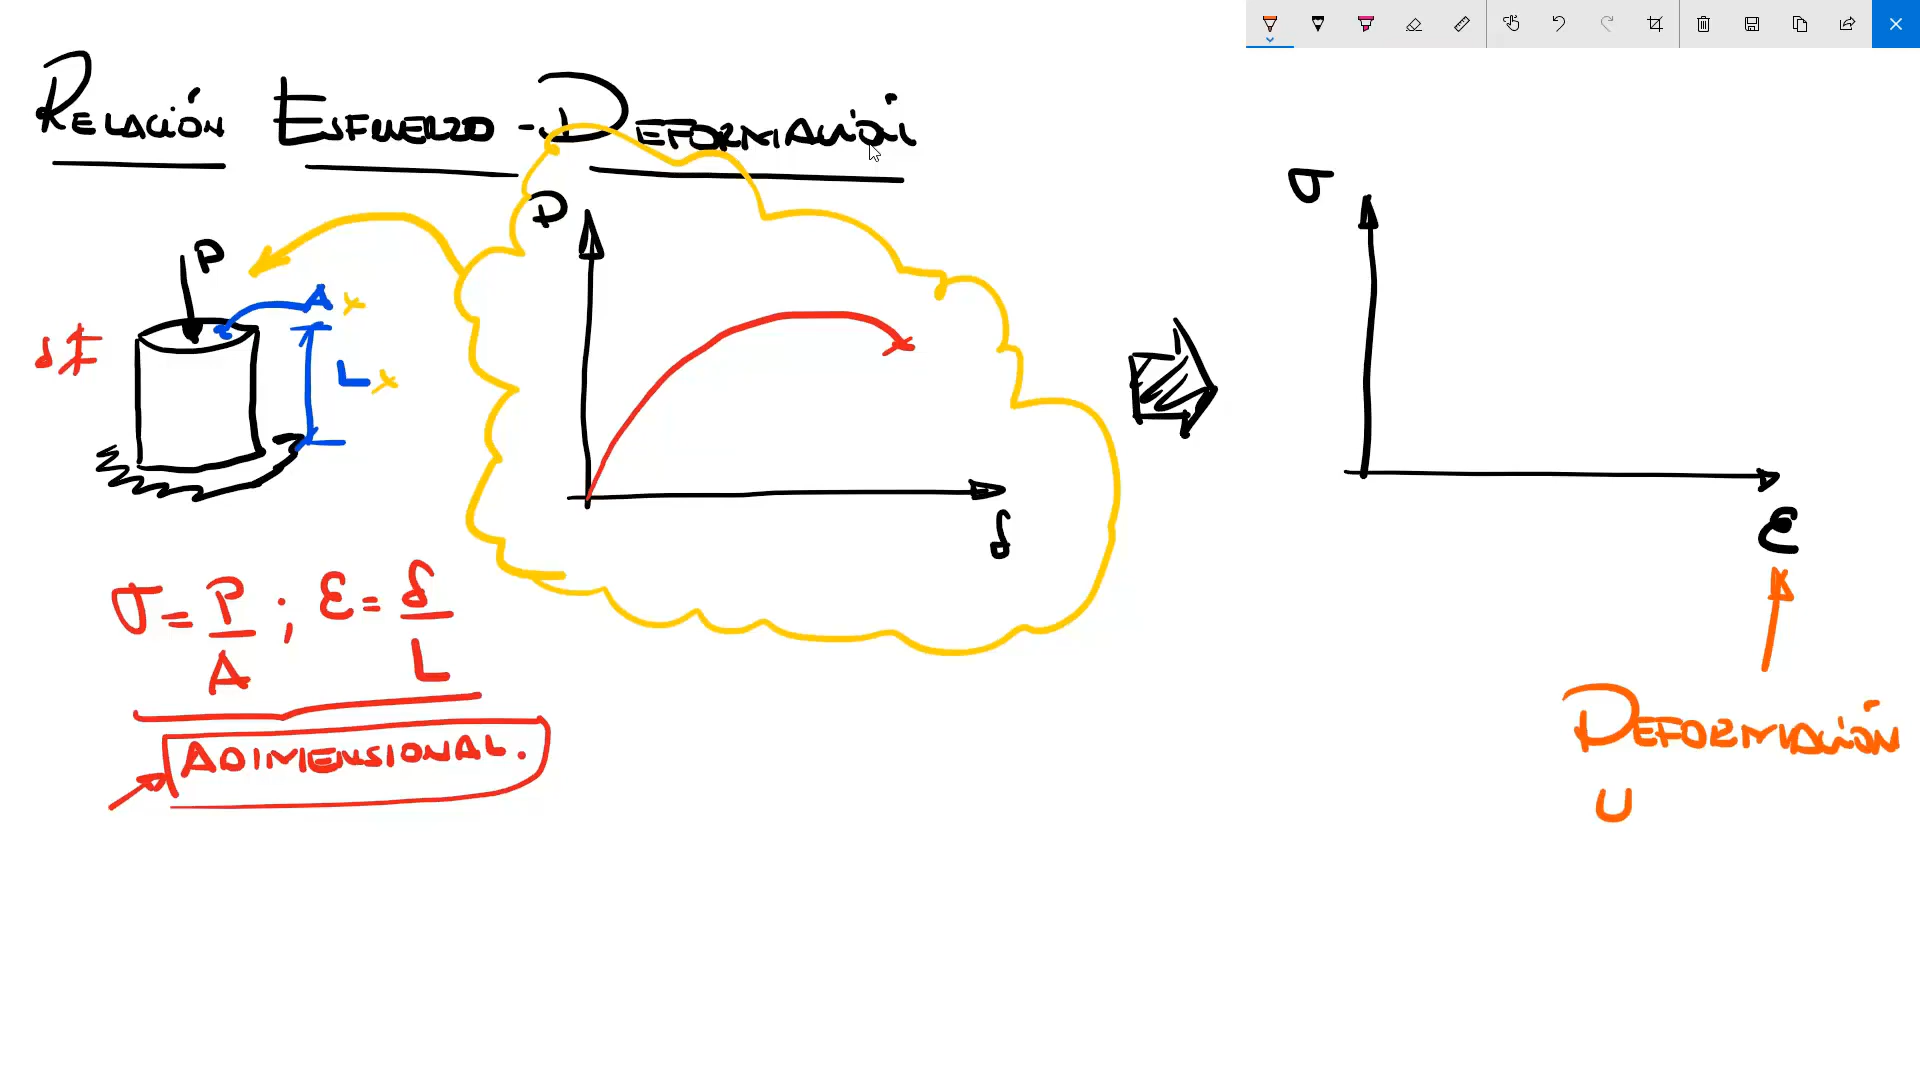 RELACIÓN ESFUERZO - DEFORMACIÓN
P
A x
δ
L x
P
δ
σ = P/A ; ε = δ/L
ADIMENSIONAL.
σ
ε
DEFORMACIÓN
U